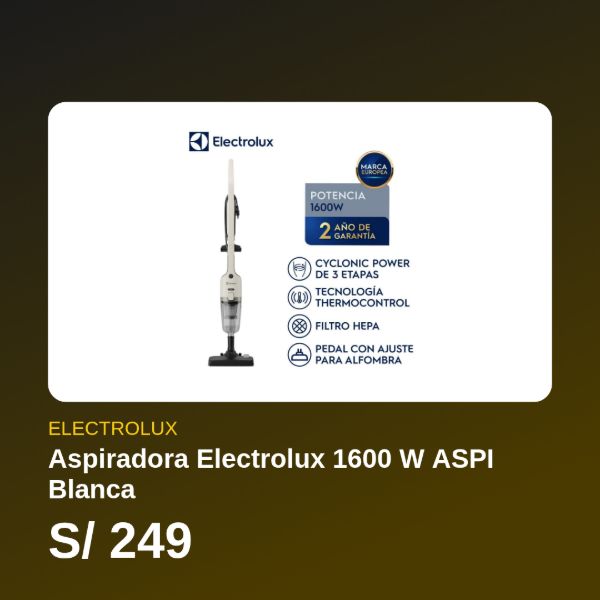 Electrolux
MARCA
EUROPEA
POTENCIA
1600W
2 AÑO DE
GARANTÍA
CYCLONIC POWER
DE 3 ETAPAS
TECNOLOGÍA
THERMOCONTROL
FILTRO HEPA
PEDAL CON AJUSTE
PARA ALFOMBRA
ELECTROLUX
Aspiradora Electrolux 1600 W ASPI
Blanca
S/ 249